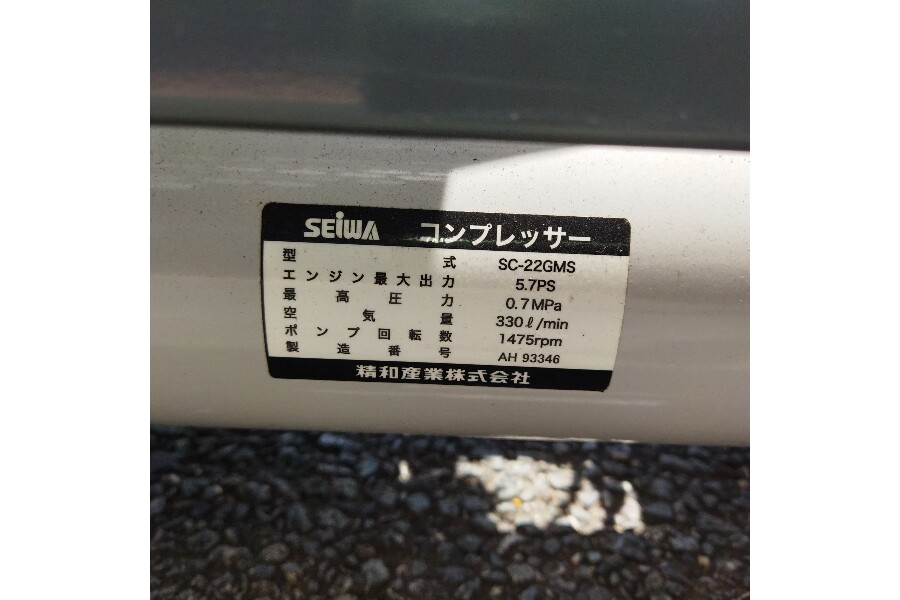 SEiWA コンプレッサー
型式 SC-22GMS
エンジン最大出力 5.7PS
最高圧力 0.7MPa
空気量 330ℓ/min
ポンプ回転数 1475rpm
製造番号 AH 93346
精和産業株式会社